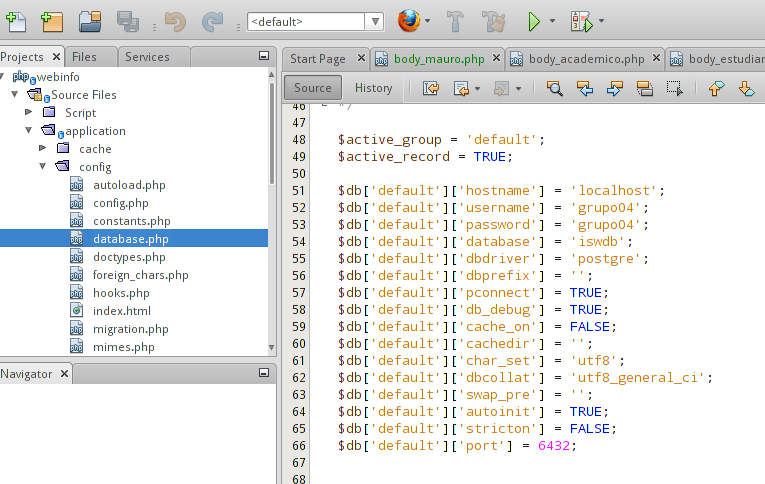 <default>
Projects
Files
Services
webinfo
Source Files
Script
application
cache
config
autoload.php
config.php
constants.php
database.php
doctypes.php
foreign_chars.php
hooks.php
index.html
migration.php
mimes.php
Navigator
Start Page
body_mauro.php
body_academico.php
body_estudian
Source
History
46 */
47
48 $active_group = 'default';
49 $active_record = TRUE;
50
51 $db['default']['hostname'] = 'localhost';
52 $db['default']['username'] = 'grupo04';
53 $db['default']['password'] = 'grupo04';
54 $db['default']['database'] = 'iswdb';
55 $db['default']['dbdriver'] = 'postgre';
56 $db['default']['dbprefix'] = '';
57 $db['default']['pconnect'] = TRUE;
58 $db['default']['db_debug'] = TRUE;
59 $db['default']['cache_on'] = FALSE;
60 $db['default']['cachedir'] = '';
61 $db['default']['char_set'] = 'utf8';
62 $db['default']['dbcollat'] = 'utf8_general_ci';
63 $db['default']['swap_pre'] = '';
64 $db['default']['autoinit'] = TRUE;
65 $db['default']['stricton'] = FALSE;
66 $db['default']['port'] = 6432;
67
68